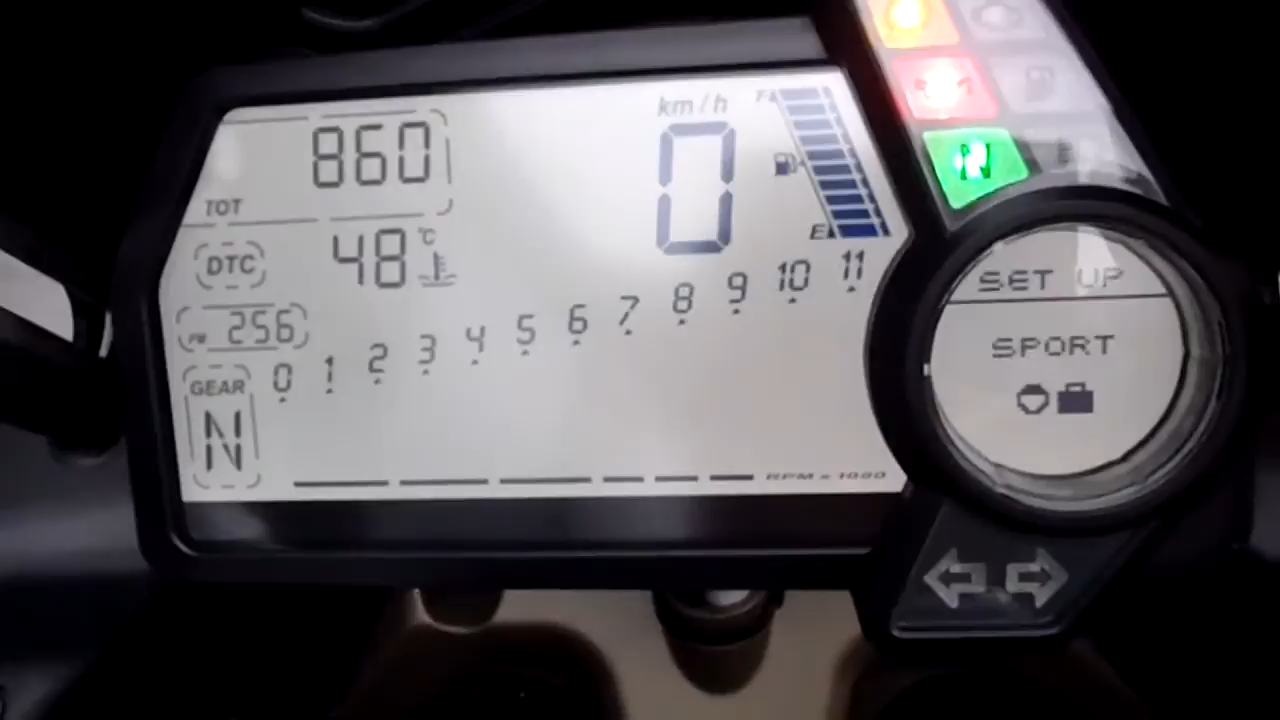 860
TOT
DTC
48 °C
PM 256
GEAR
N
0 1 2 3 4 5 6 7 8 9 10 11
RPM x 1000
km/h
0
F
E
N
SET UP
SPORT